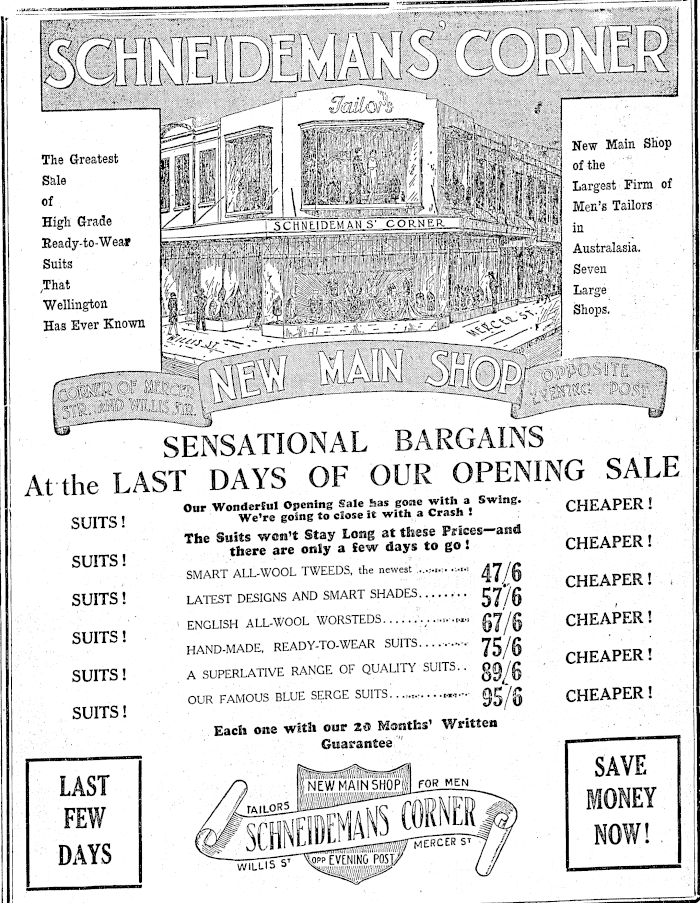 SCHNEIDEMANS' CORNER
Tailors
The Greatest
Sale
of
High Grade
Ready-to-Wear
Suits
That
Wellington
Has Ever Known
New Main Shop
of the
Largest Firm of
Men's Tailors
in
Australasia.
Seven
Large
Shops.
SCHNEIDEMANS' CORNER
WILLIS ST.
MERCER ST.
CORNER OF MERCER
STR. AND WILLIS STR.
NEW MAIN SHOP
OPPOSITE
EVENING POST
SENSATIONAL BARGAINS
At the LAST DAYS OF OUR OPENING SALE
Our Wonderful Opening Sale has gone with a Swing.
We're going to close it with a Crash!
The Suits won't Stay Long at these Prices—and
there are only a few days to go!
SUITS!
SUITS!
SUITS!
SUITS!
SUITS!
SUITS!
SMART ALL-WOOL TWEEDS, the newest ........ 47/6
LATEST DESIGNS AND SMART SHADES........ 57/6
ENGLISH ALL-WOOL WORSTEDS............ 67/6
HAND-MADE, READY-TO-WEAR SUITS........ 75/6
A SUPERLATIVE RANGE OF QUALITY SUITS.. 89/6
OUR FAMOUS BLUE SERGE SUITS............ 95/6
CHEAPER!
CHEAPER!
CHEAPER!
CHEAPER!
CHEAPER!
CHEAPER!
Each one with our 20 Months' Written
Guarantee
LAST
FEW
DAYS
NEW MAIN SHOP
TAILORS
FOR MEN
SCHNEIDEMANS CORNER
WILLIS ST
MERCER ST
OPP EVENING POST
SAVE
MONEY
NOW!